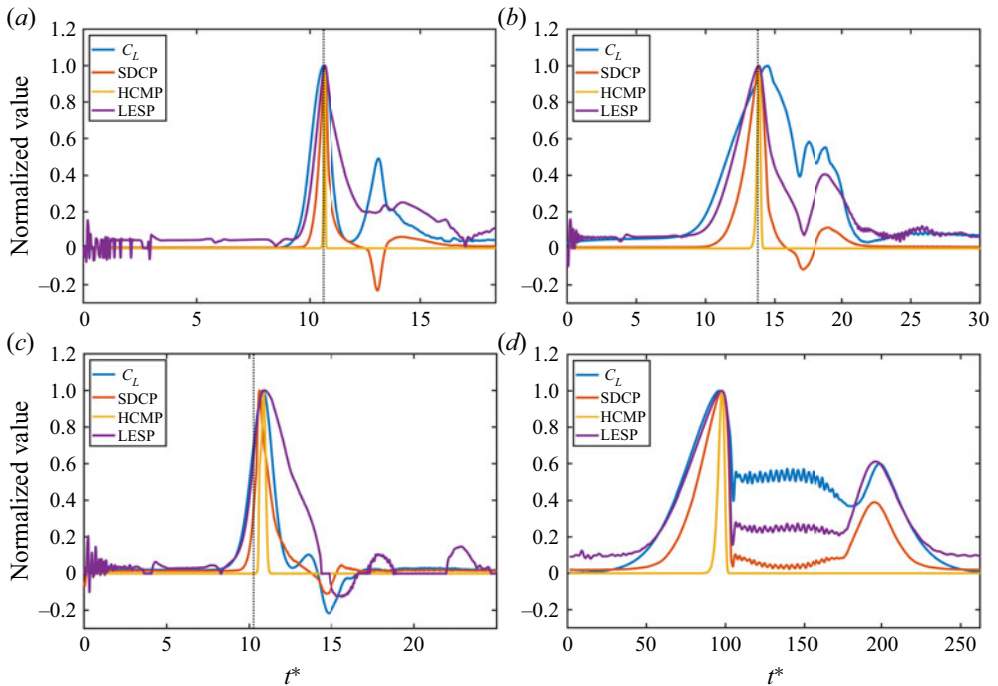 (a)
Normalized value
1.2
1.0
0.8
0.6
0.4
0.2
0
–0.2
C_L
SDCP
HCMP
LESP
0 5 10 15
(b)
1.2
1.0
0.8
0.6
0.4
0.2
0
–0.2
C_L
SDCP
HCMP
LESP
0 5 10 15 20 25 30
(c)
Normalized value
1.2
1.0
0.8
0.6
0.4
0.2
0
–0.2
C_L
SDCP
HCMP
LESP
0 5 10 15 20
t*
(d)
1.2
1.0
0.8
0.6
0.4
0.2
0
–0.2
C_L
SDCP
HCMP
LESP
0 50 100 150 200 250
t*